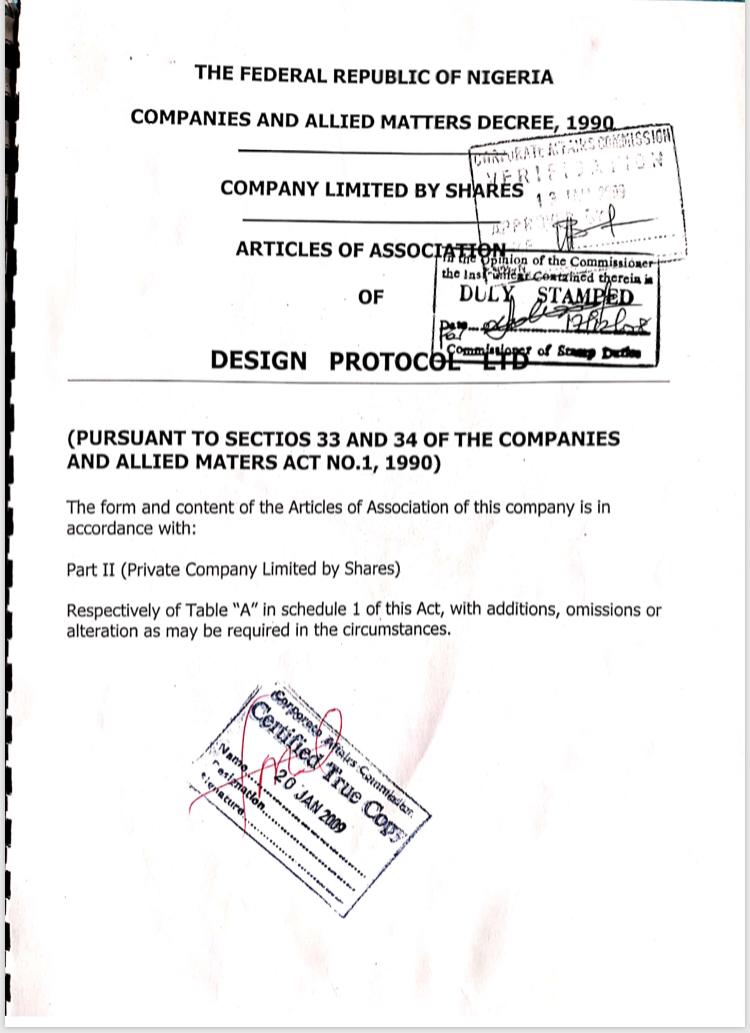 THE FEDERAL REPUBLIC OF NIGERIA
COMPANIES AND ALLIED MATTERS DECREE, 1990
CORPORATE AFFAIRS COMMISSION
VERIFICATION
COMPANY LIMITED BY SHARES
ARTICLES OF ASSOCIATION
In the Opinion of the Commissioner
the Instrument Contained therein is
OF
DULY STAMPED
Commissioner of Stamp Duties
DESIGN PROTOCOL LTD
(PURSUANT TO SECTIOS 33 AND 34 OF THE COMPANIES
AND ALLIED MATERS ACT NO.1, 1990)
The form and content of the Articles of Association of this company is in
accordance with:
Part II (Private Company Limited by Shares)
Respectively of Table “A” in schedule 1 of this Act, with additions, omissions or
alteration as may be required in the circumstances.
Corporate Affairs Commission
Certified True Copy
Name
20 JAN 2009
Designation
Signature